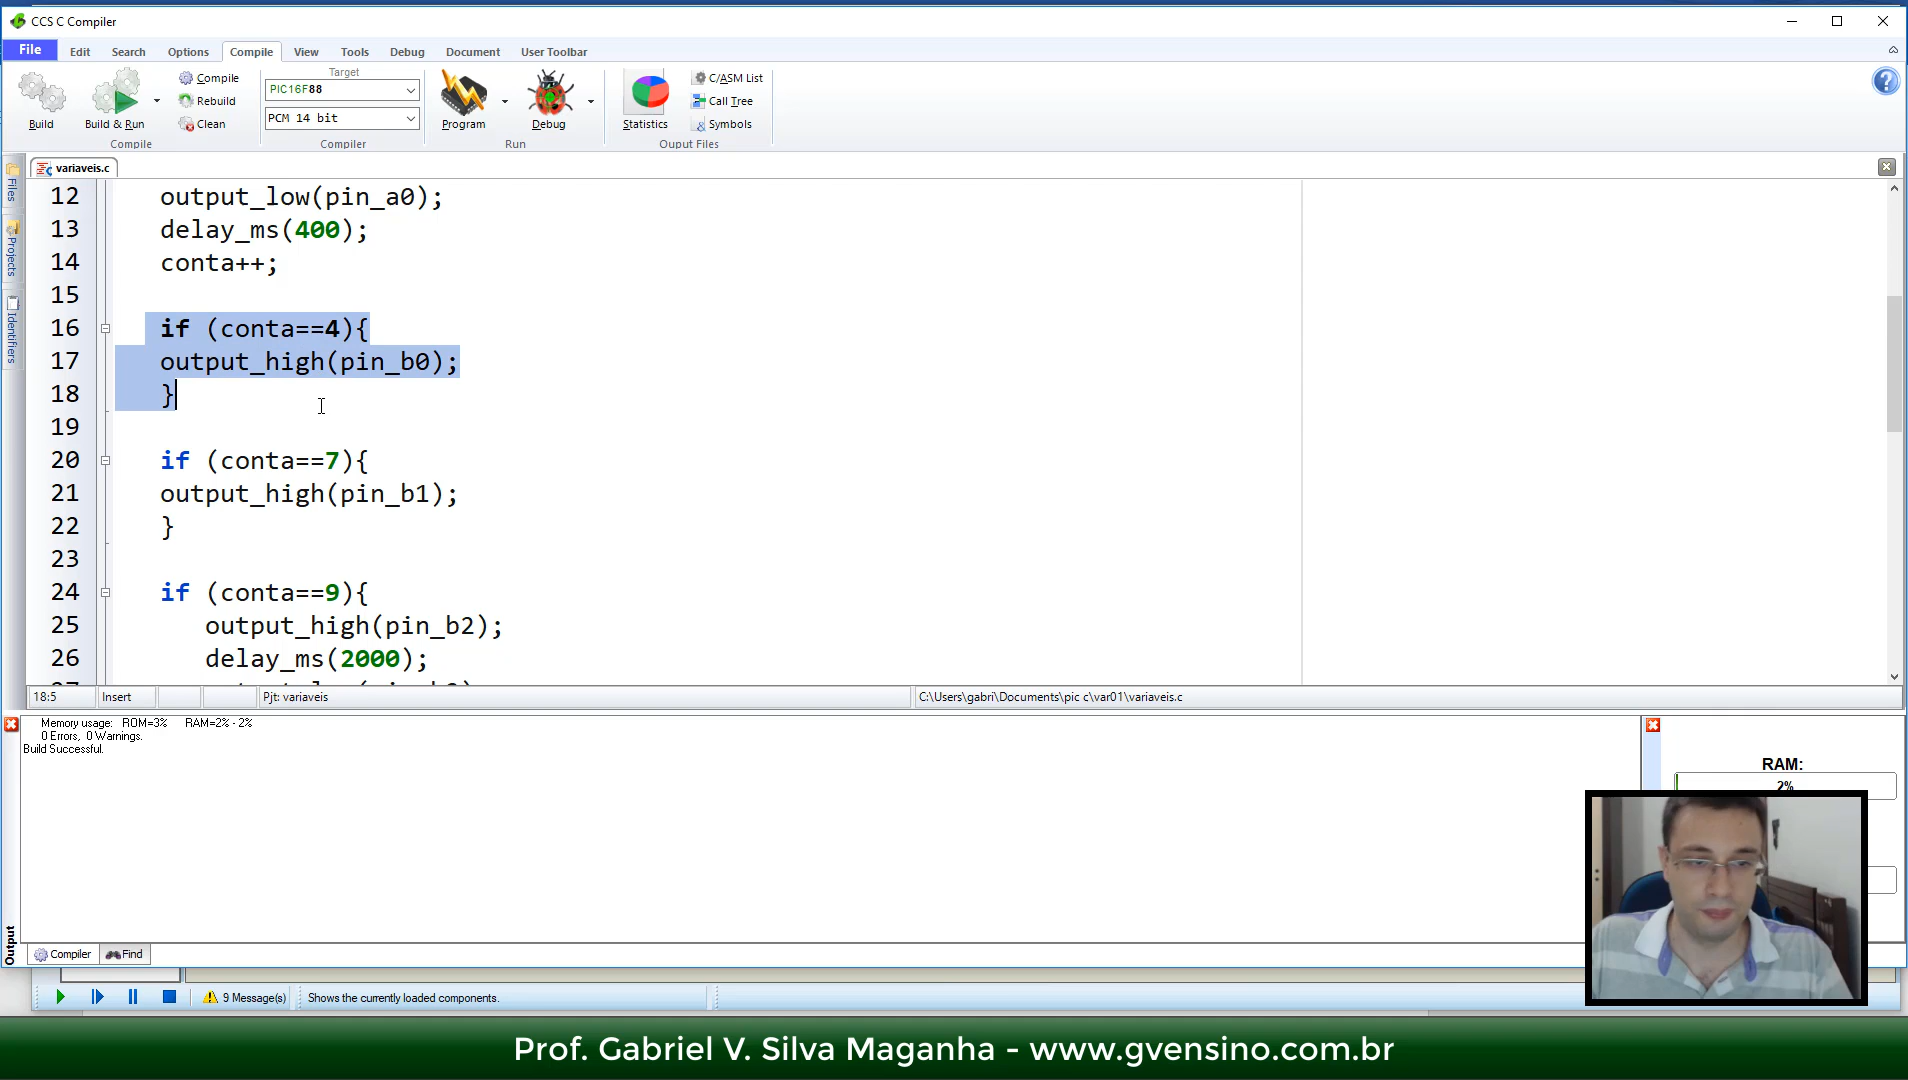 CCS C Compiler
File Edit Search Options Compile View Tools Debug Document User Toolbar
Build
Build & Run
Compile
Rebuild
Clean
Compile
Target
PIC16F88
PCM 14 bit
Compiler
Program
Debug
Run
Statistics
C/ASM List
Call Tree
Symbols
Ouput Files
Files
Projects
Identifiers
variaveis.c
12 output_low(pin_a0);
13 delay_ms(400);
14 conta++;
15
16 if (conta==4){
17 output_high(pin_b0);
18 }
19
20 if (conta==7){
21 output_high(pin_b1);
22 }
23
24 if (conta==9){
25 output_high(pin_b2);
26 delay_ms(2000);
18:5 Insert Pjt: variaveis C:\Users\gabri\Documents\pic c\var01\variaveis.c
Memory usage: ROM=3% RAM=2% - 2%
0 Errors, 0 Warnings.
Build Successful.
RAM:
2%
Output
Compiler Find
9 Message(s) Shows the currently loaded components.
Prof. Gabriel V. Silva Maganha - www.gvensino.com.br